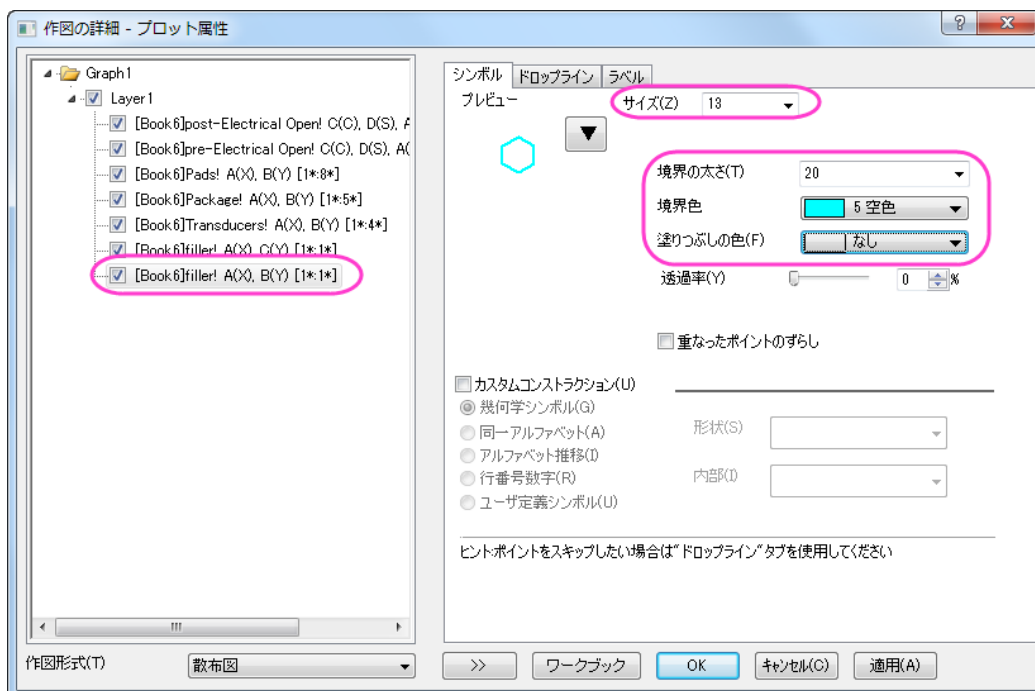 作図の詳細 - プロット属性
Graph1
Layer1
[Book6]post-Electrical Open! C(C), D(S), A
[Book6]pre-Electrical Open! C(C), D(S), A(
[Book6]Pads! A(X), B(Y) [1*:8*]
[Book6]Package! A(X), B(Y) [1*:5*]
[Book6]Transducers! A(X), B(Y) [1*:4*]
[Book6]filler! A(X), C(Y) [1*:1*]
[Book6]filler! A(X), B(Y) [1*:1*]
作図形式(T) 散布図
シンボル ドロップライン ラベル
プレビュー
サイズ(Z) 13
境界の太さ(T) 20
境界色 5 空色
塗りつぶしの色(F) なし
透過率(Y) 0 %
重なったポイントのずらし
カスタムコンストラクション(U)
幾何学シンボル(G)
同一アルファベット(A)
アルファベット推移(I)
行番号数字(R)
ユーザ定義シンボル(U)
形状(S)
内部(I)
ヒント:ポイントをスキップしたい場合は"ドロップライン"タブを使用してください
>> ワークブック OK キャンセル(C) 適用(A)